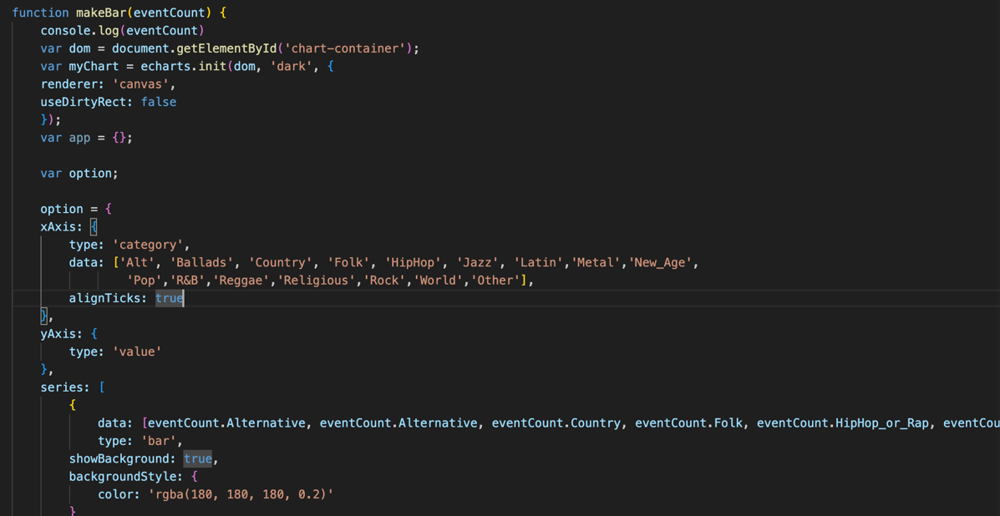 function makeBar(eventCount) {
    console.log(eventCount)
    var dom = document.getElementById('chart-container');
    var myChart = echarts.init(dom, 'dark', {
    renderer: 'canvas',
    useDirtyRect: false
    });
    var app = {};

    var option;

    option = {
    xAxis: {
        type: 'category',
        data: ['Alt', 'Ballads', 'Country', 'Folk', 'HipHop', 'Jazz', 'Latin','Metal','New_Age',
                'Pop','R&B','Reggae','Religious','Rock','World','Other'],
        alignTicks: true
    },
    yAxis: {
        type: 'value'
    },
    series: [
        {
            data: [eventCount.Alternative, eventCount.Alternative, eventCount.Country, eventCount.Folk, eventCount.HipHop_or_Rap, eventCou
            type: 'bar',
        showBackground: true,
        backgroundStyle: {
            color: 'rgba(180, 180, 180, 0.2)'
        }